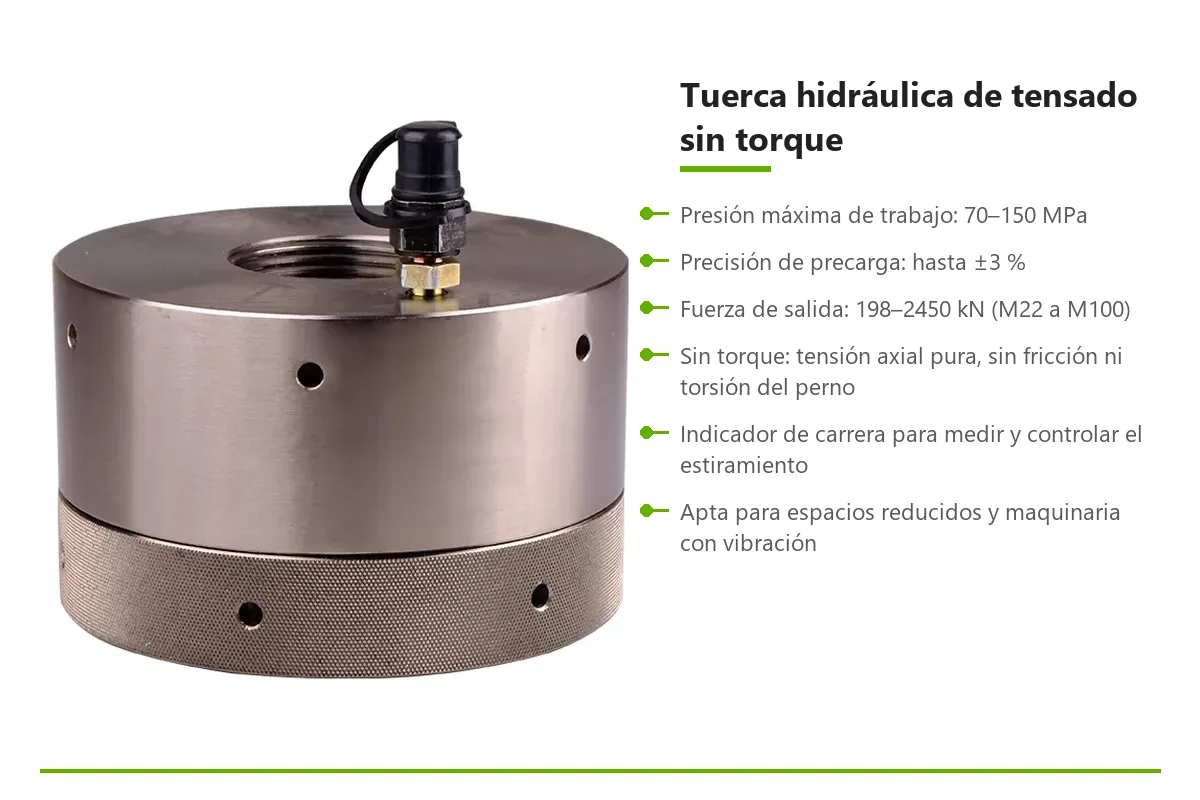 Tuerca hidráulica de tensado
sin torque
Presión máxima de trabajo: 70–150 MPa
Precisión de precarga: hasta ±3 %
Fuerza de salida: 198–2450 kN (M22 a M100)
Sin torque: tensión axial pura, sin fricción ni
torsión del perno
Indicador de carrera para medir y controlar el
estiramiento
Apta para espacios reducidos y maquinaria
con vibración